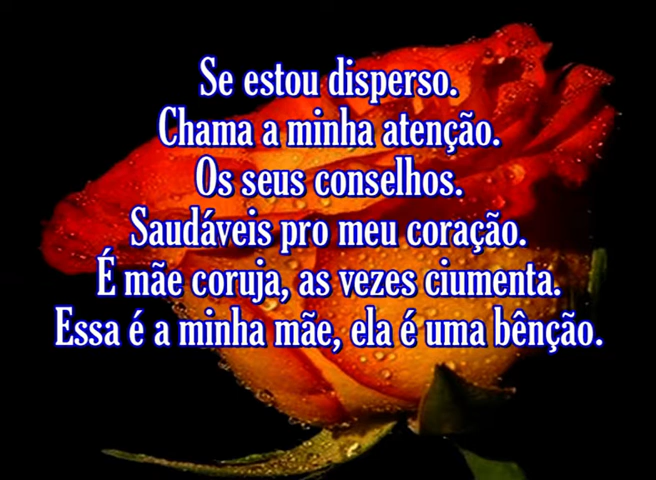 Se estou disperso.
Chama a minha atenção.
Os seus conselhos.
Saudáveis pro meu coração.
É mãe coruja, as vezes ciumenta.
Essa é a minha mãe, ela é uma bênção.